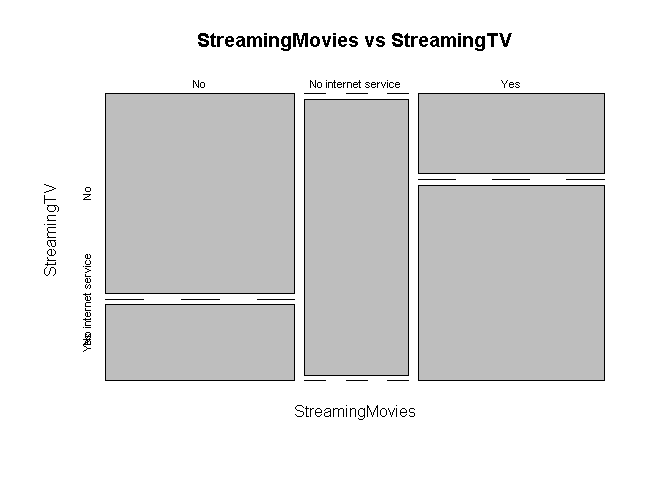 StreamingMovies vs StreamingTV
No
No internet service
Yes
StreamingTV
No
No internet service
Yes
StreamingMovies